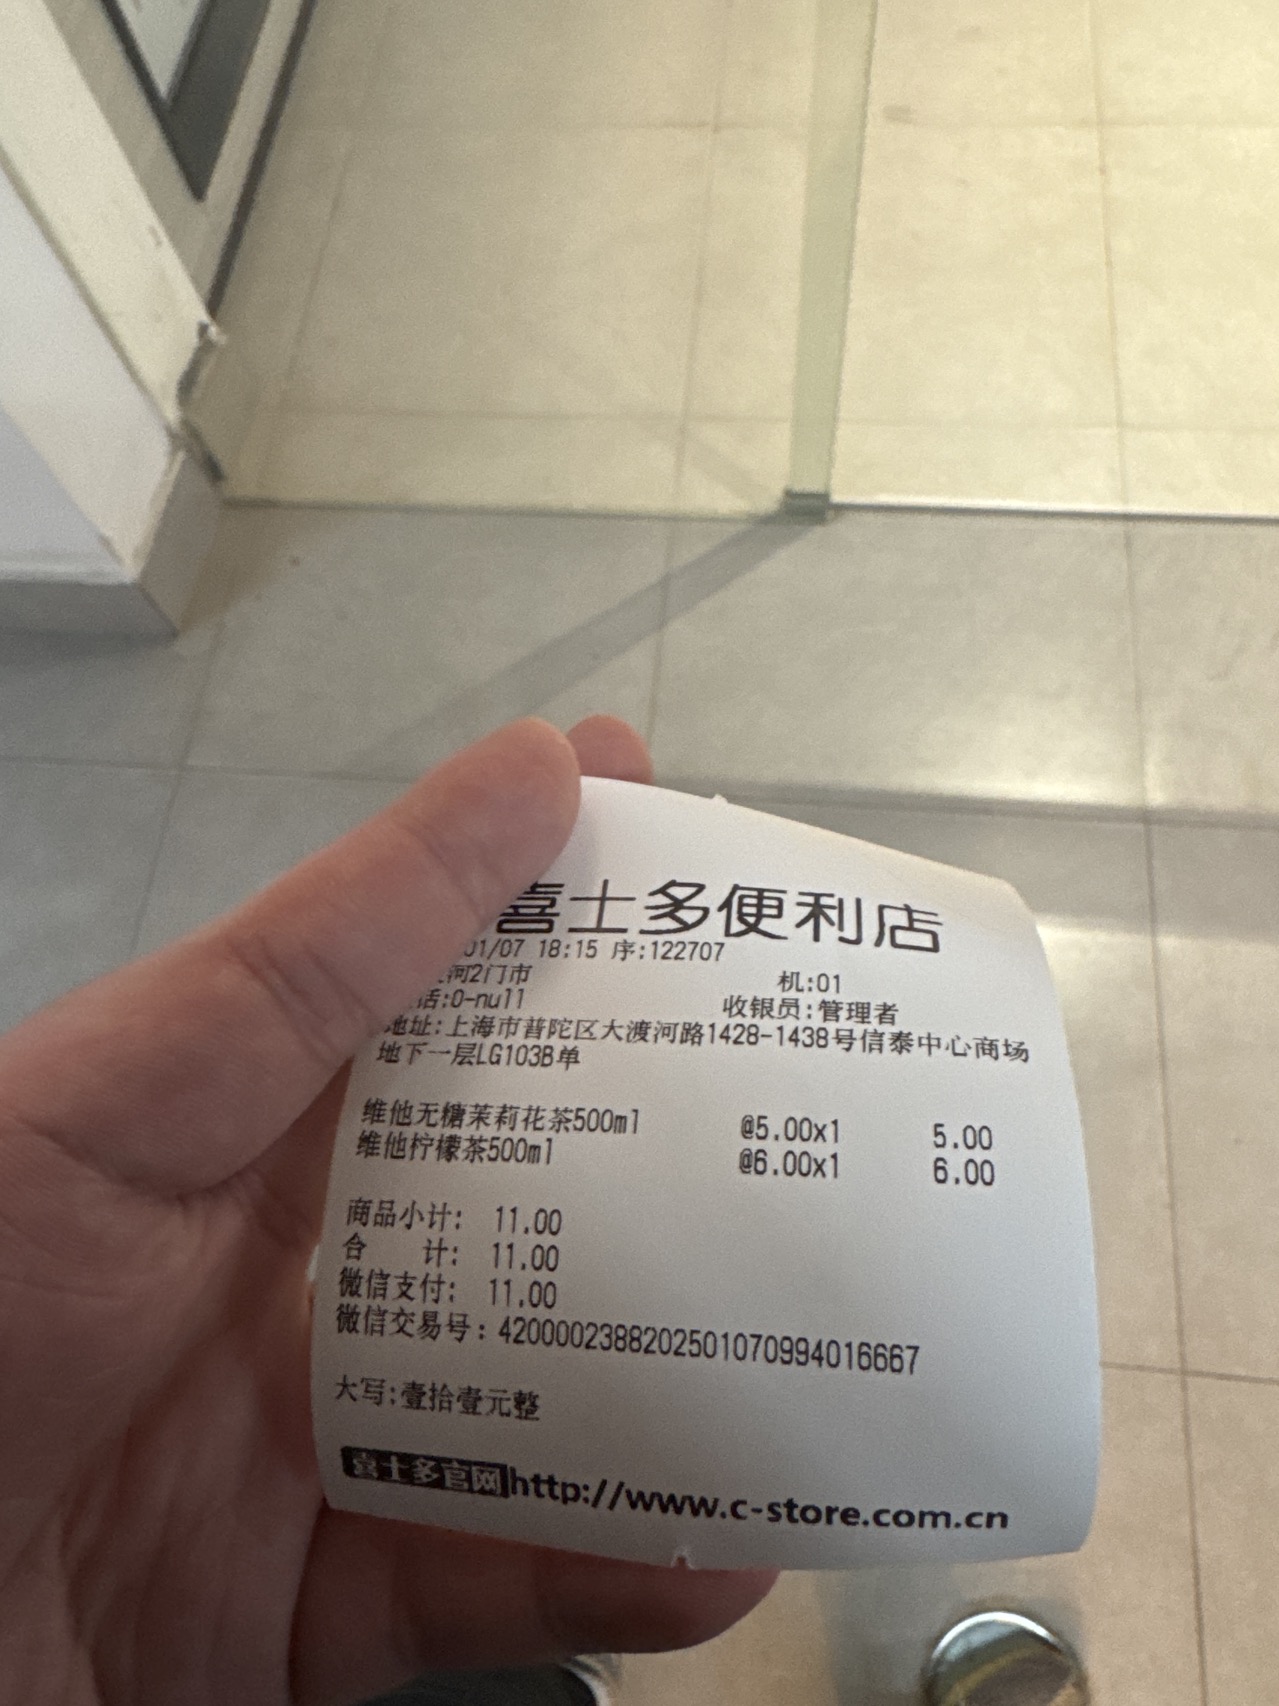 喜士多便利店
01/07 18:15 序:122707
河2门市 机:01
话:0-null 收银员:管理者
地址:上海市普陀区大渡河路1428-1438号信泰中心商场
地下一层LG103B单
维他无糖茉莉花茶500ml @5.00x1 5.00
维他柠檬茶500ml @6.00x1 6.00
商品小计: 11.00
合 计: 11.00
微信支付: 11.00
微信交易号: 4200002388202501070994016667
大写:壹拾壹元整
喜士多官网http://www.c-store.com.cn